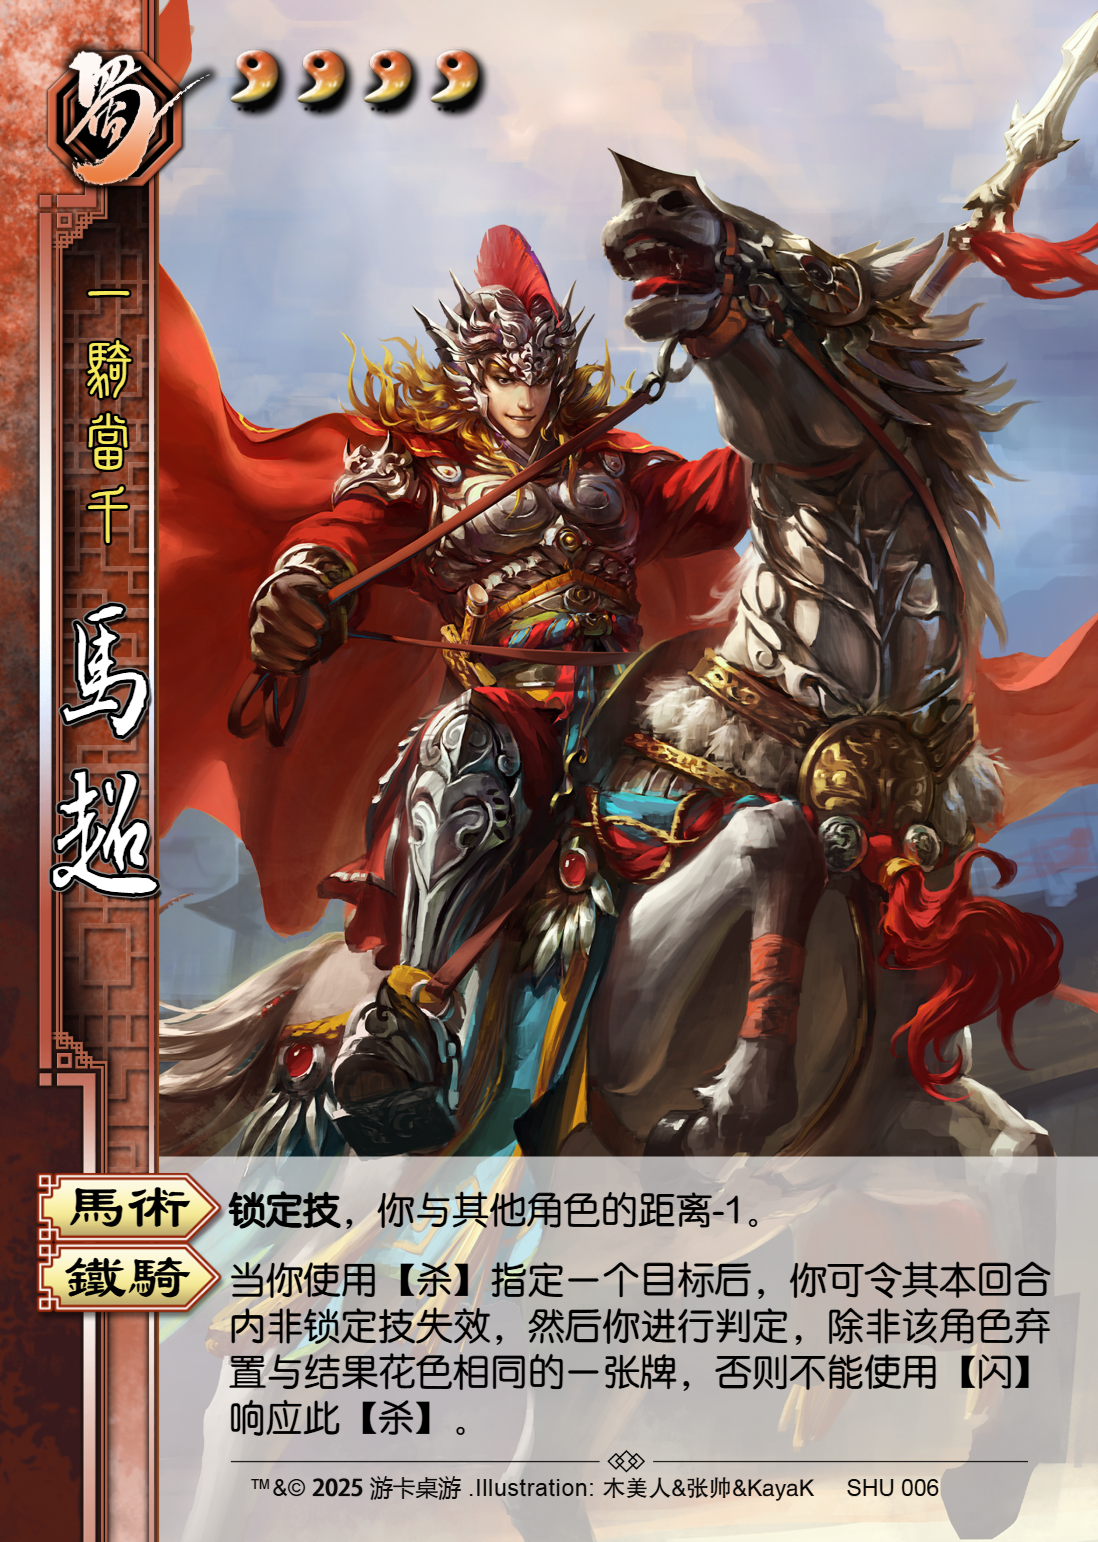 蜀
一騎當千
馬超
馬術
锁定技，你与其他角色的距离-1。
鐵騎
当你使用【杀】指定一个目标后，你可令其本回合
内非锁定技失效，然后你进行判定，除非该角色弃
置与结果花色相同的一张牌，否则不能使用【闪】
响应此【杀】。
™&© 2025 游卡桌游 .Illustration: 木美人&张帅&KayaK SHU 006